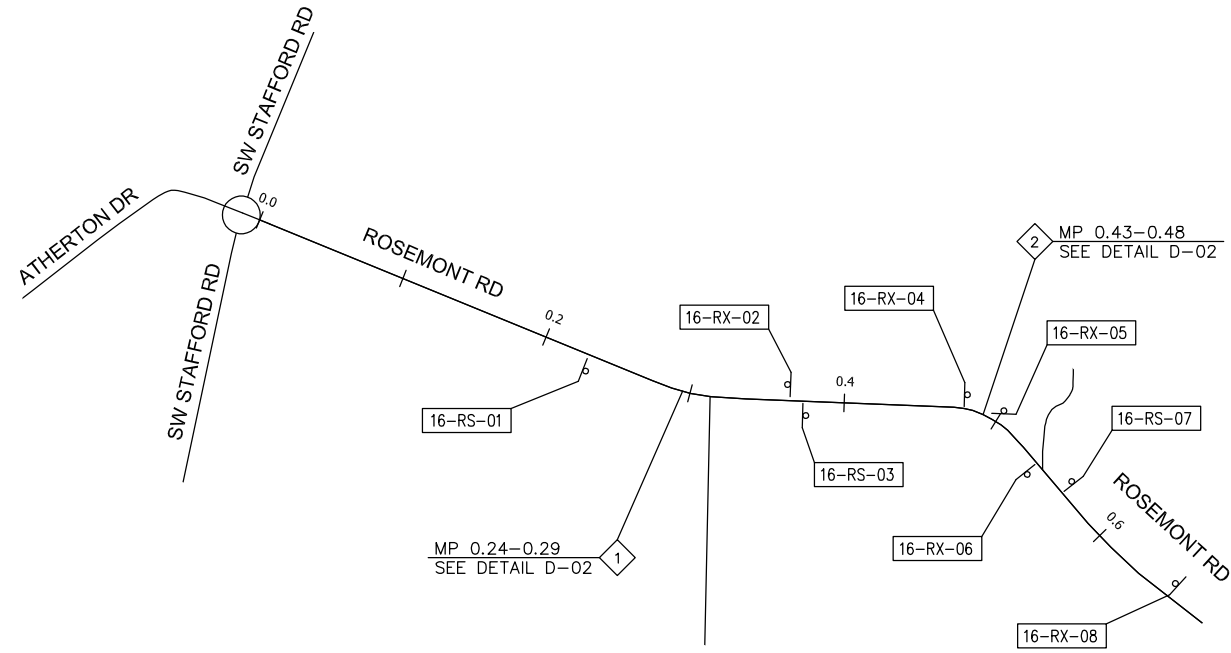 SW STAFFORD RD
ATHERTON DR
0.0
ROSEMONT RD
SW STAFFORD RD
0.2
2
MP 0.43-0.48
SEE DETAIL D-02
16-RX-04
16-RX-02
16-RX-05
0.4
16-RS-01
16-RS-07
16-RS-03
ROSEMONT RD
0.6
16-RX-06
MP 0.24-0.29
SEE DETAIL D-02
1
16-RX-08